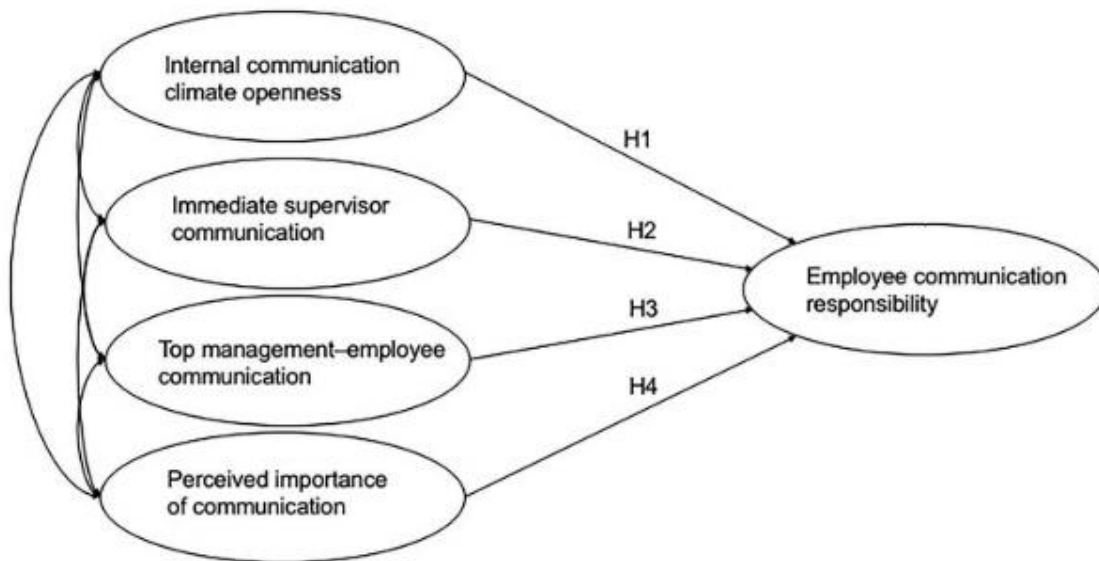 Internal communication
climate openness
H1
Immediate supervisor
communication
H2
Employee communication
responsibility
H3
Top management–employee
communication
H4
Perceived importance
of communication